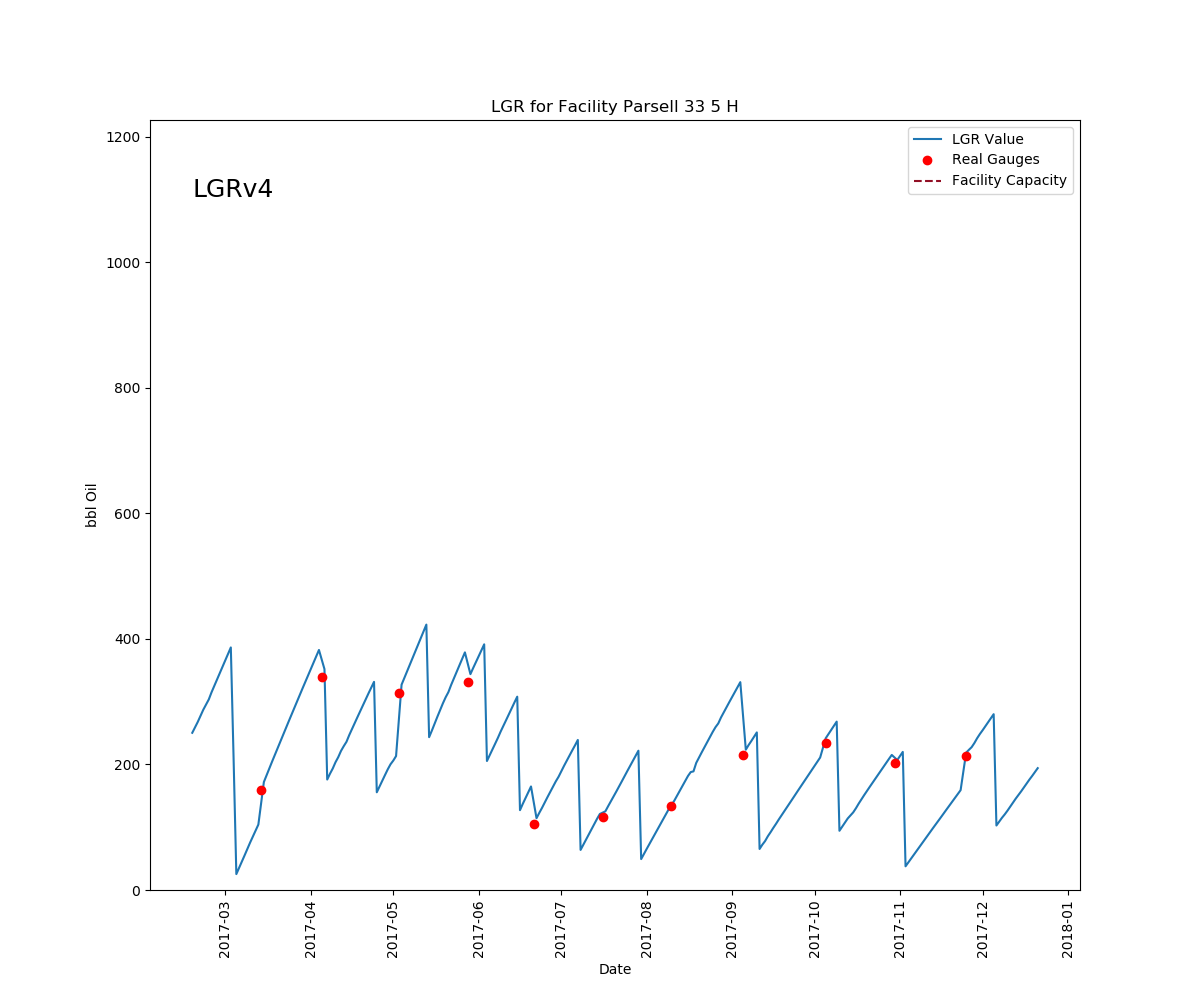 LGR for Facility Parsell 33 5 H
LGRv4
LGR Value
Real Gauges
Facility Capacity
bbl Oil
1200
1000
800
600
400
200
0
2017-03
2017-04
2017-05
2017-06
2017-07
2017-08
2017-09
2017-10
2017-11
2017-12
2018-01
Date